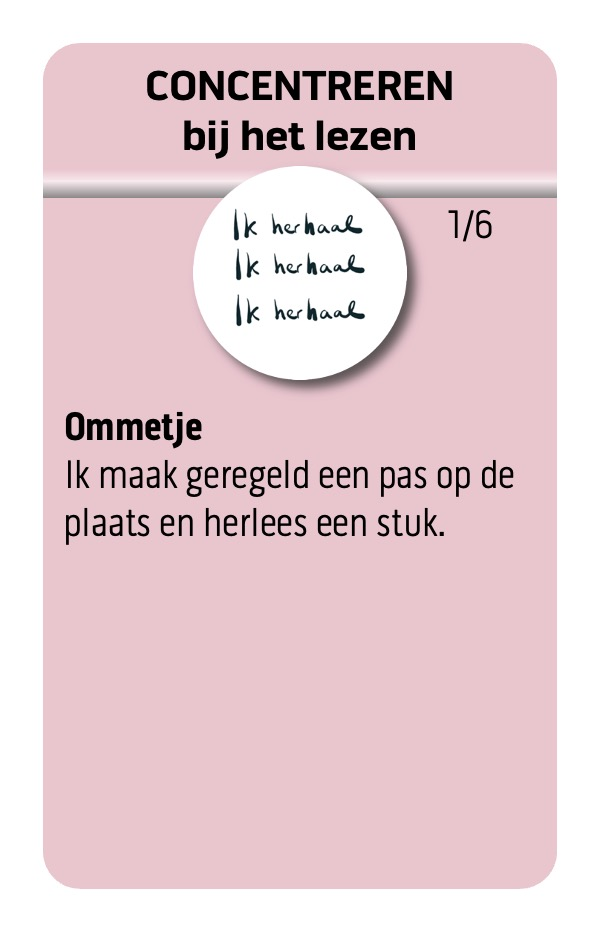 CONCENTREREN
bij het lezen
1/6
Ik herhaal
Ik herhaal
Ik herhaal
Ommetje
Ik maak geregeld een pas op de
plaats en herlees een stuk.